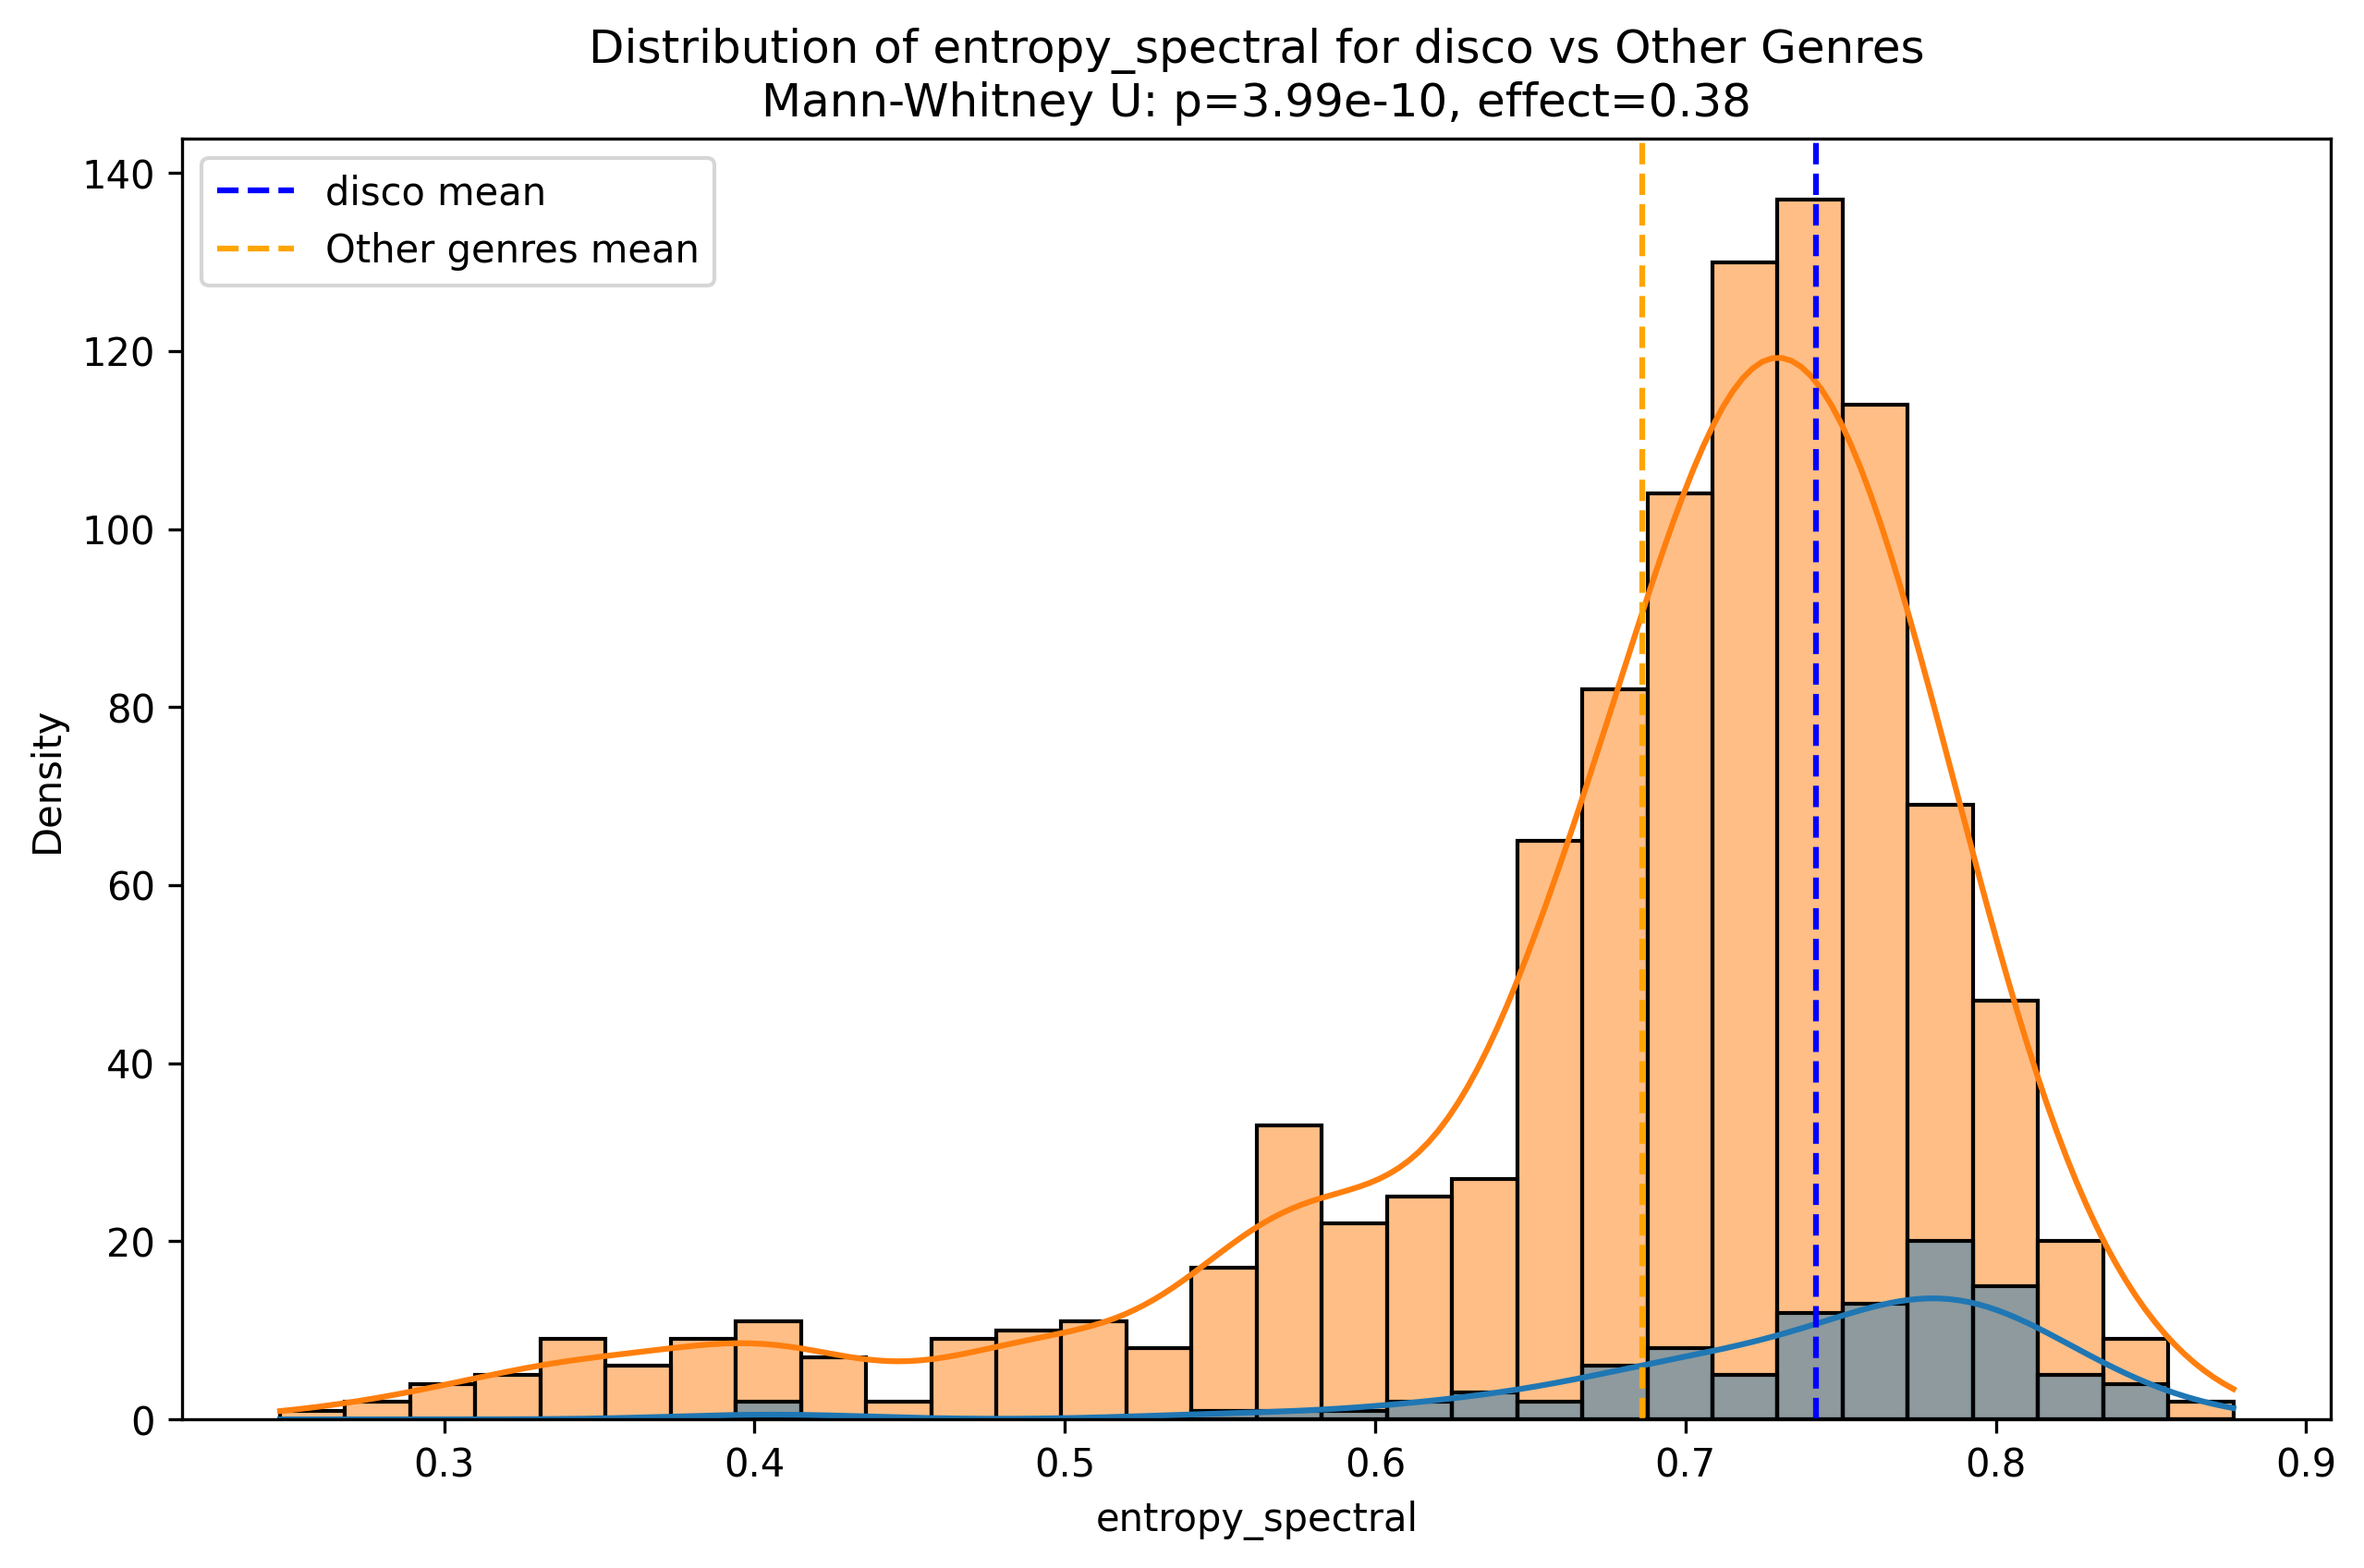 Distribution of entropy_spectral for disco vs Other Genres
Mann-Whitney U: p=3.99e-10, effect=0.38
disco mean
Other genres mean
140
120
100
80
60
40
20
0
Density
0.3
0.4
0.5
0.6
0.7
0.8
0.9
entropy_spectral